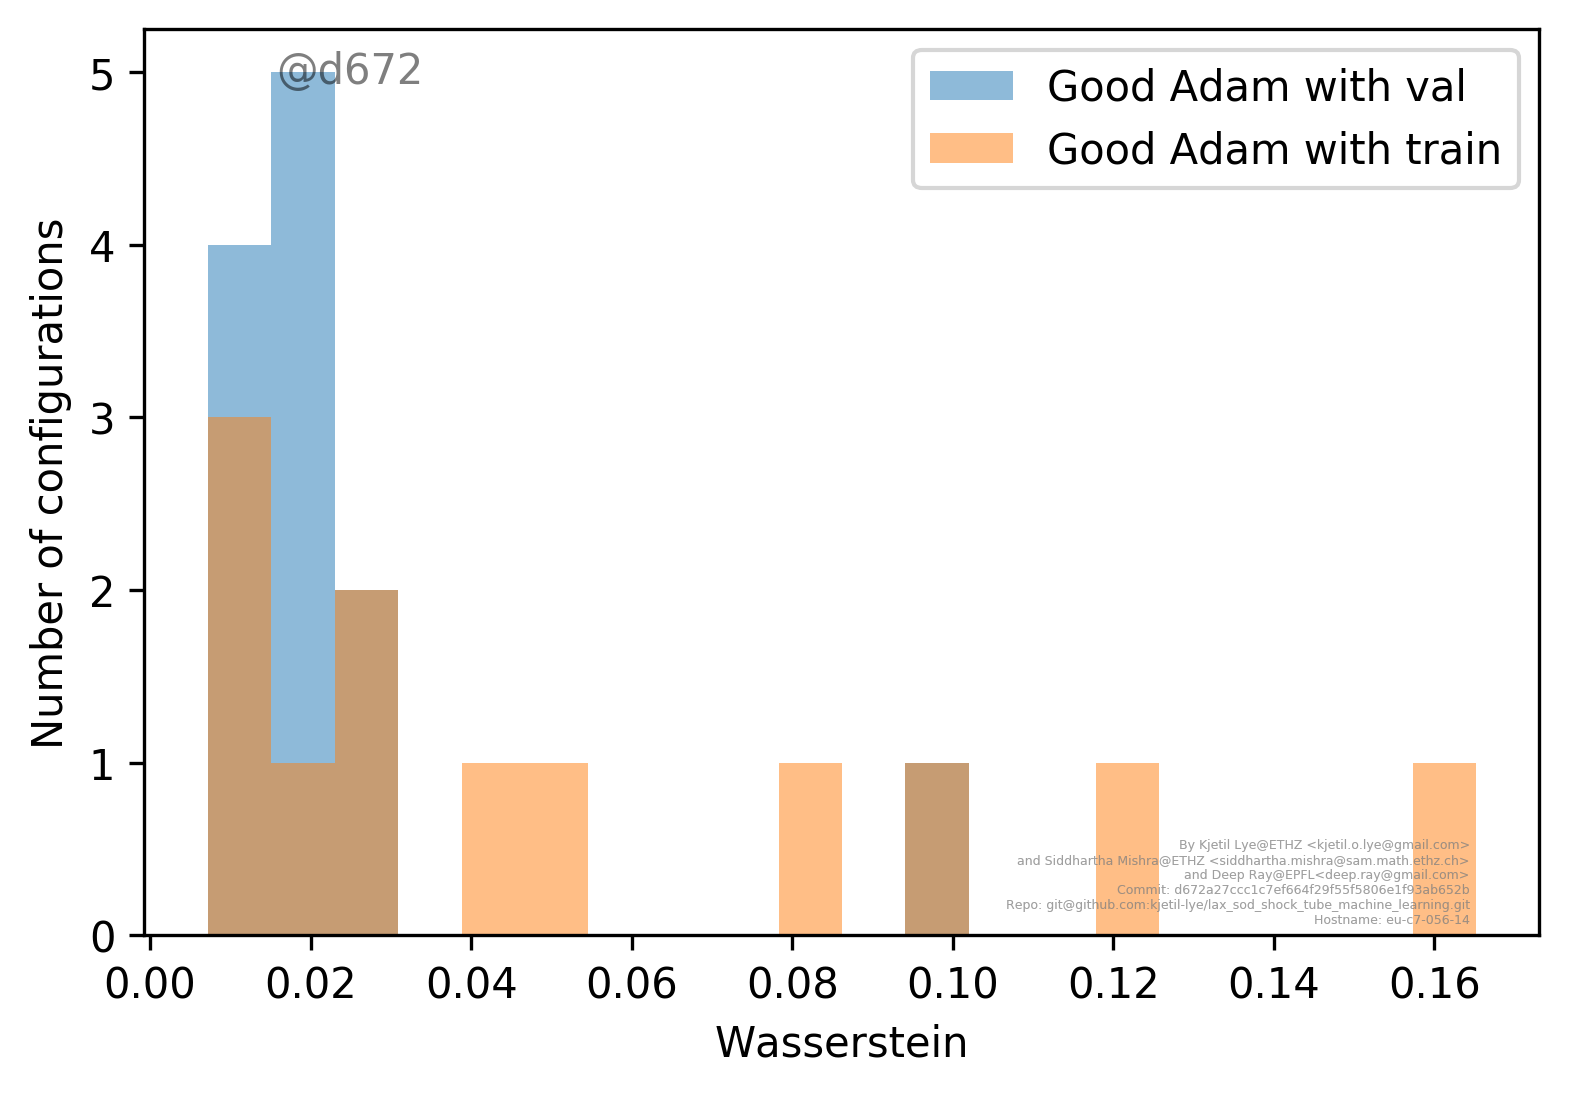 @d672
Good Adam with val
Good Adam with train
5
4
3
2
1
0
Number of configurations
0.00 0.02 0.04 0.06 0.08 0.10 0.12 0.14 0.16
Wasserstein
By Kjetil Lye@ETHZ <kjetil.o.lye@gmail.com>
and Siddhartha Mishra@ETHZ <siddhartha.mishra@sam.math.ethz.ch>
and Deep Ray@EPFL<deep.ray@gmail.com>
Commit: d672a27ccc1c7ef664f29f55f5806e1f93ab652b
Repo: git@github.com:kjetil-lye/lax_sod_shock_tube_machine_learning.git
Hostname: eu-c7-056-14